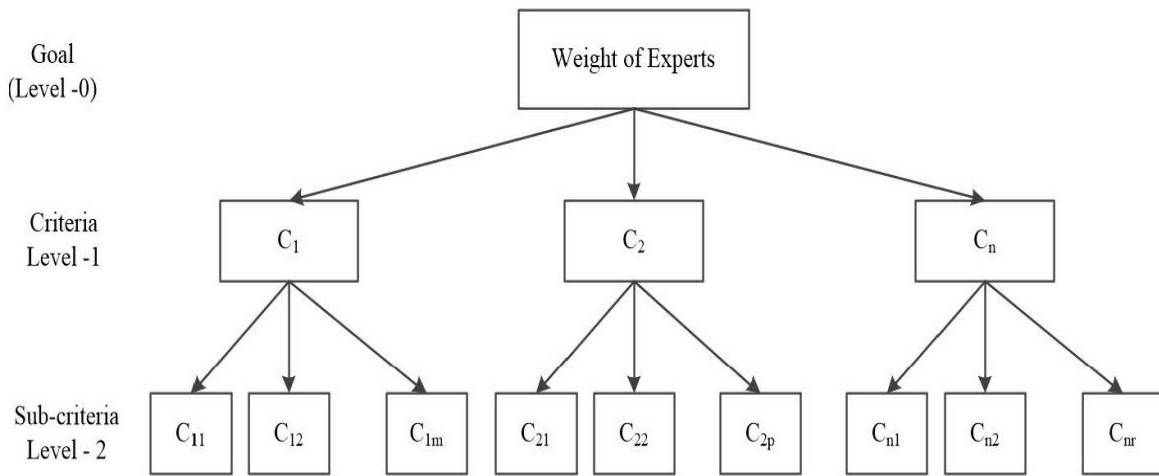 Goal
(Level -0)
Weight of Experts
Criteria
Level -1
C₁
C₂
Cₙ
Sub-criteria
Level - 2
C₁₁
C₁₂
C₁ₘ
C₂₁
C₂₂
C₂ₚ
Cₙ₁
Cₙ₂
Cₙᵣ